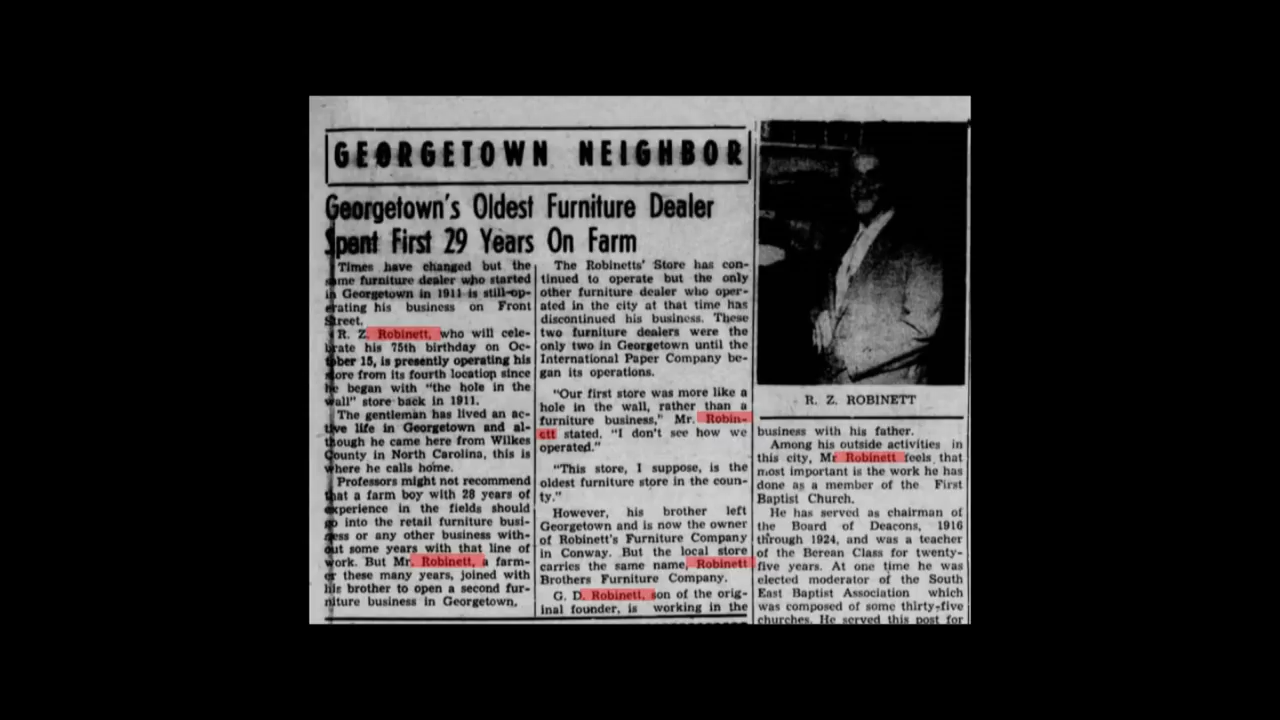 GEORGETOWN NEIGHBOR
Georgetown's Oldest Furniture Dealer
Spent First 29 Years On Farm
Times have changed but the
same furniture dealer who started
in Georgetown in 1911 is still op-
erating his business on Front
Street.
R. Z. Robinett, who will cele-
brate his 75th birthday on Oc-
tober 15, is presently operating his
store from its fourth location since
he began with "the hole in the
wall" store back in 1911.
The gentleman has lived an ac-
tive life in Georgetown and al-
though he came here from Wilkes
County in North Carolina, this is
where he calls home.
Professors might not recommend
that a farm boy with 28 years of
experience in the fields should
go into the retail furniture busi-
ness or any other business with-
out some years with that line of
work. But Mr. Robinett, a farm-
er these many years, joined with
his brother to open a second fur-
niture business in Georgetown.
The Robinetts' Store has con-
tinued to operate but the only
other furniture dealer who oper-
ated in the city at that time has
discontinued his business. These
two furniture dealers were the
only two in Georgetown until the
International Paper Company be-
gan its operations.
"Our first store was more like a
hole in the wall, rather than a
furniture business," Mr. Robin-
ett stated. "I don't see how we
operated."
"This store, I suppose, is the
oldest furniture store in the coun-
ty."
However, his brother left
Georgetown and is now the owner
of Robinett's Furniture Company
in Conway. But the local store
carries the same name, Robinett
Brothers Furniture Company.
G. D. Robinett, son of the orig-
inal founder, is working in the
R. Z. ROBINETT
business with his father.
Among his outside activities in
this city, Mr Robinett feels that
most important is the work he has
done as a member of the First
Baptist Church.
He has served as chairman of
the Board of Deacons, 1916
through 1924, and was a teacher
of the Berean Class for twenty-
five years. At one time he was
elected moderator of the South
East Baptist Association which
was composed of some thirty-five
churches. He served this post for